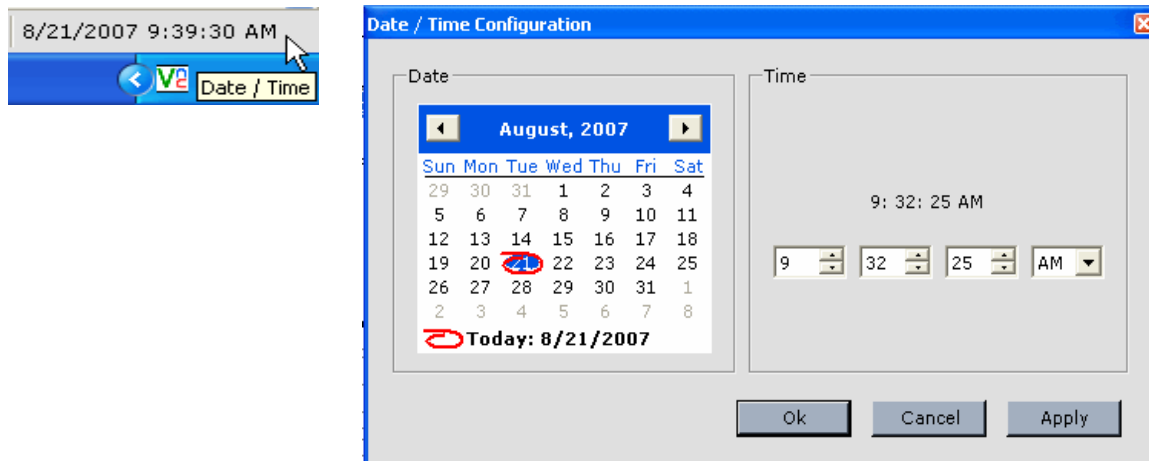 8/21/2007 9:39:30 AM
V2
Date / Time
Date / Time Configuration
Date
August, 2007
Sun Mon Tue Wed Thu Fri Sat
29 30 31 1 2 3 4
5 6 7 8 9 10 11
12 13 14 15 16 17 18
19 20 21 22 23 24 25
26 27 28 29 30 31 1
2 3 4 5 6 7 8
Today: 8/21/2007
Time
9: 32: 25 AM
9 32 25 AM
Ok Cancel Apply